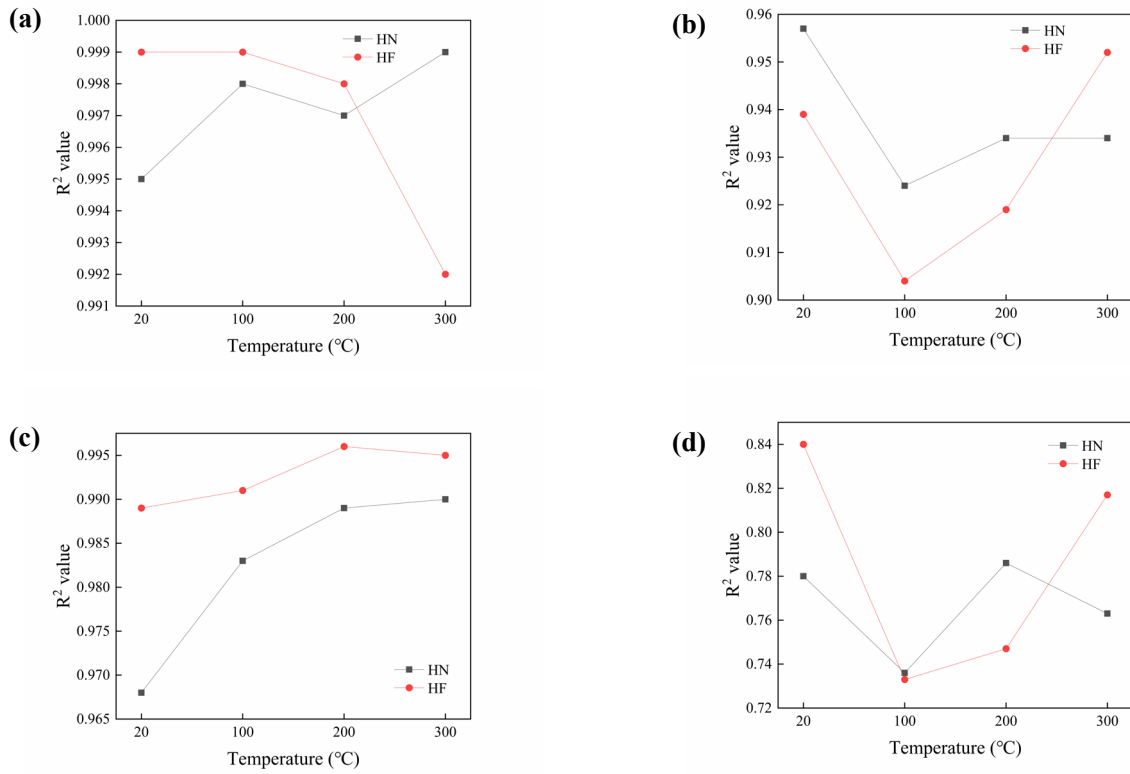 (a)
1.000
0.999
0.998
0.997
0.996
0.995
0.994
0.993
0.992
0.991
R² value
HN
HF
20 100 200 300
Temperature (℃)
(b)
0.96
0.95
0.94
0.93
0.92
0.91
0.90
R² value
HN
HF
20 100 200 300
Temperature (℃)
(c)
0.995
0.990
0.985
0.980
0.975
0.970
0.965
R² value
HN
HF
20 100 200 300
Temperature (℃)
(d)
0.84
0.82
0.80
0.78
0.76
0.74
0.72
R² value
HN
HF
20 100 200 300
Temperature (℃)